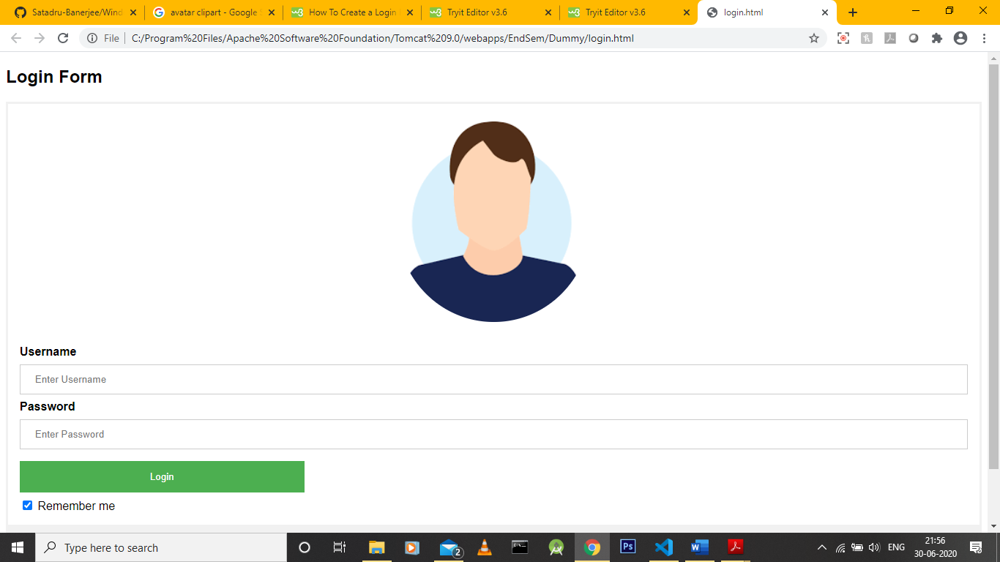 Satadru-Banerjee/Wind
avatar clipart - Google
How To Create a Login
Tryit Editor v3.6
Tryit Editor v3.6
login.html
File
C:/Program%20Files/Apache%20Software%20Foundation/Tomcat%209.0/webapps/EndSem/Dummy/login.html
Login Form
Username
Enter Username
Password
Enter Password
Login
Remember me
Type here to search
2
Ps
ENG
21:56
30-06-2020